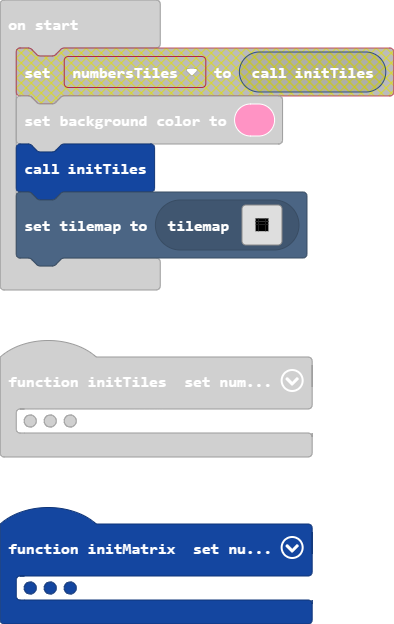 on start
set numbersTiles to call initTiles
set background color to
call initTiles
set tilemap to tilemap
function initTiles set num...
function initMatrix set nu...